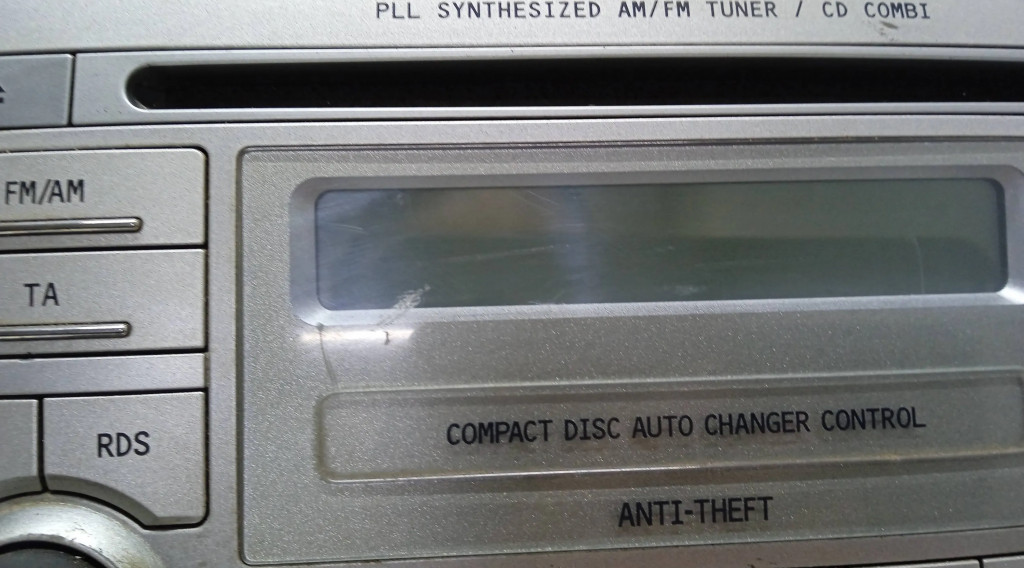 PLL SYNTHESIZED AM/FM TUNER / CD COMBI
FM/AM
TA
RDS
COMPACT DISC AUTO CHANGER CONTROL
ANTI-THEFT